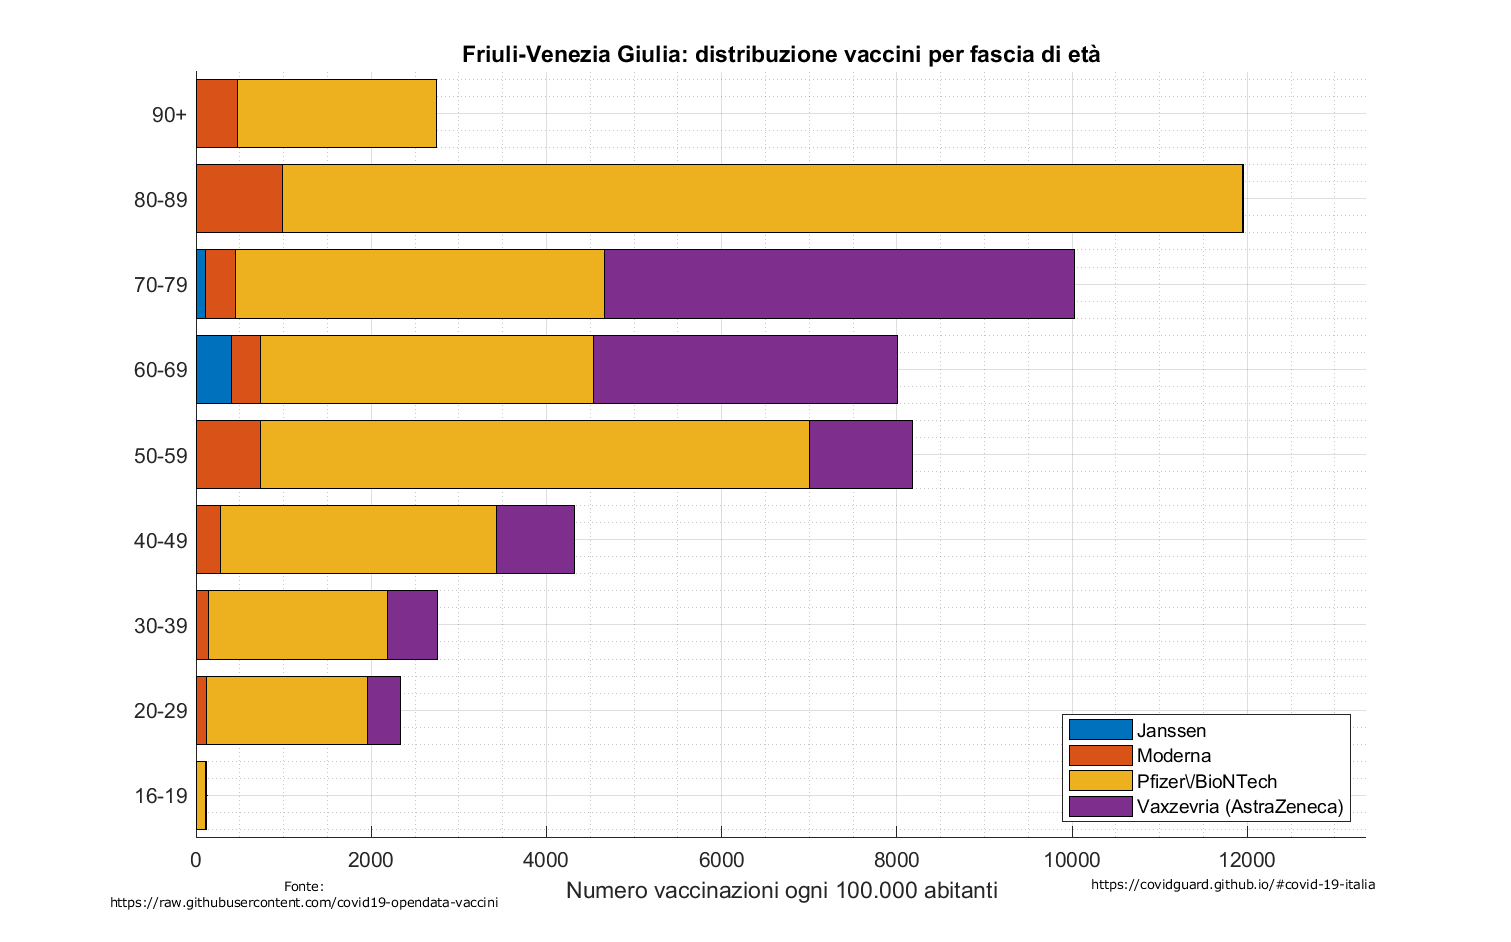 Friuli-Venezia Giulia: distribuzione vaccini per fascia di età
90+
80-89
70-79
60-69
50-59
40-49
30-39
20-29
16-19
Janssen
Moderna
Pfizer\/BioNTech
Vaxzevria (AstraZeneca)
0 2000 4000 6000 8000 10000 12000
Numero vaccinazioni ogni 100.000 abitanti
Fonte:
https://raw.githubusercontent.com/covid19-opendata-vaccini
https://covidguard.github.io/#covid-19-italia